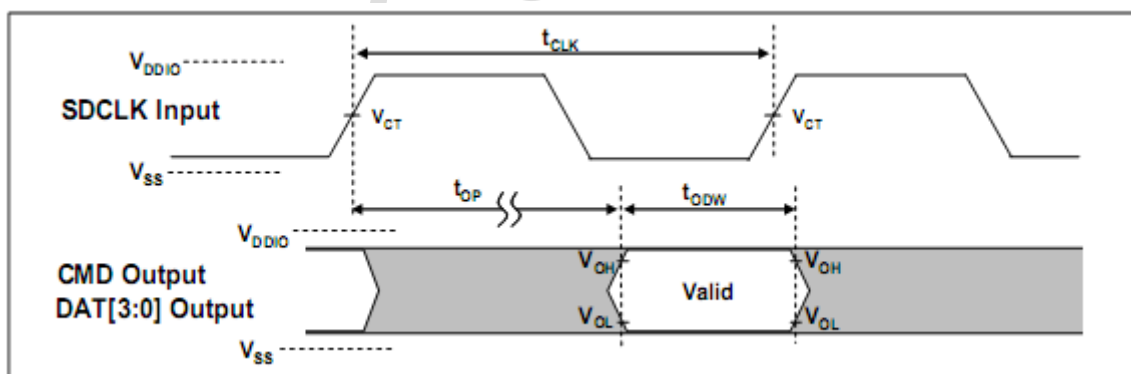 tCLK
VDDIO
SDCLK Input
VCT
VCT
VSS
tOP
tODW
VDDIO
CMD Output
DAT[3:0] Output
VOH
VOH
Valid
VOL
VOL
VSS